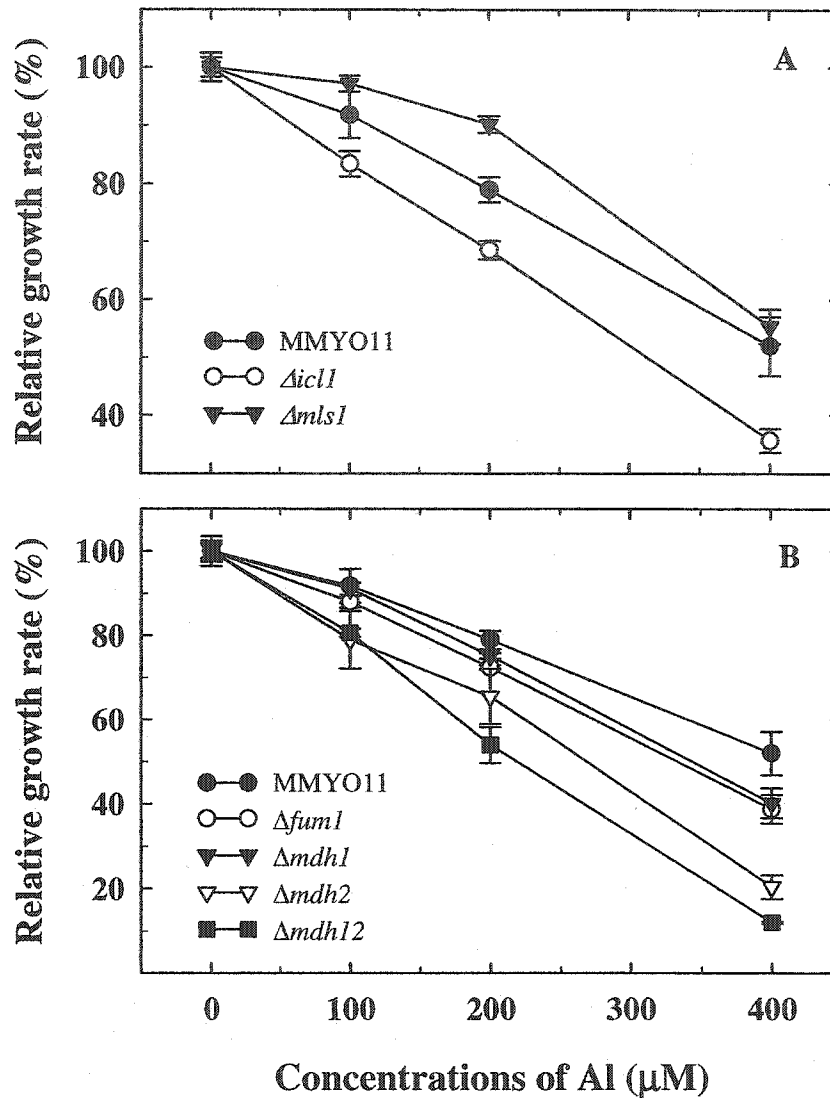 A
Relative growth rate (%)
100
80
60
40
MMYO11
Δicl1
Δmls1
B
Relative growth rate (%)
100
80
60
40
20
MMYO11
Δfum1
Δmdh1
Δmdh2
Δmdh12
0
100
200
300
400
Concentrations of Al (μM)